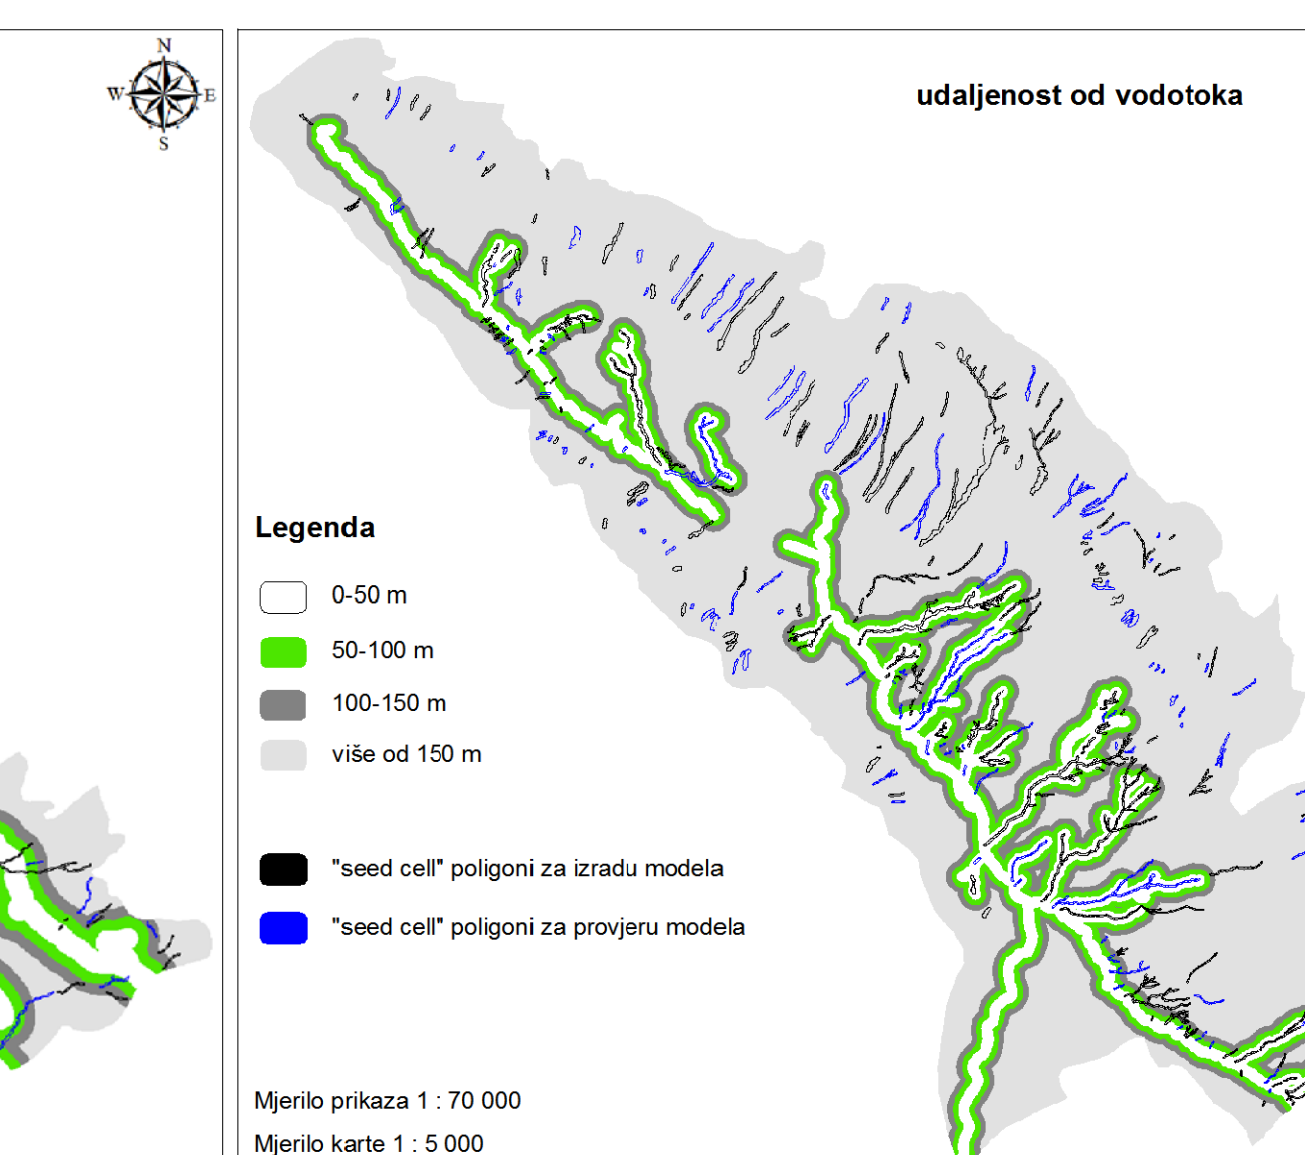 N
W E
S
udaljenost od vodotoka
Legenda
0-50 m
50-100 m
100-150 m
više od 150 m
"seed cell" poligoni za izradu modela
"seed cell" poligoni za provjeru modela
Mjerilo prikaza 1 : 70 000
Mjerilo karte 1 : 5 000